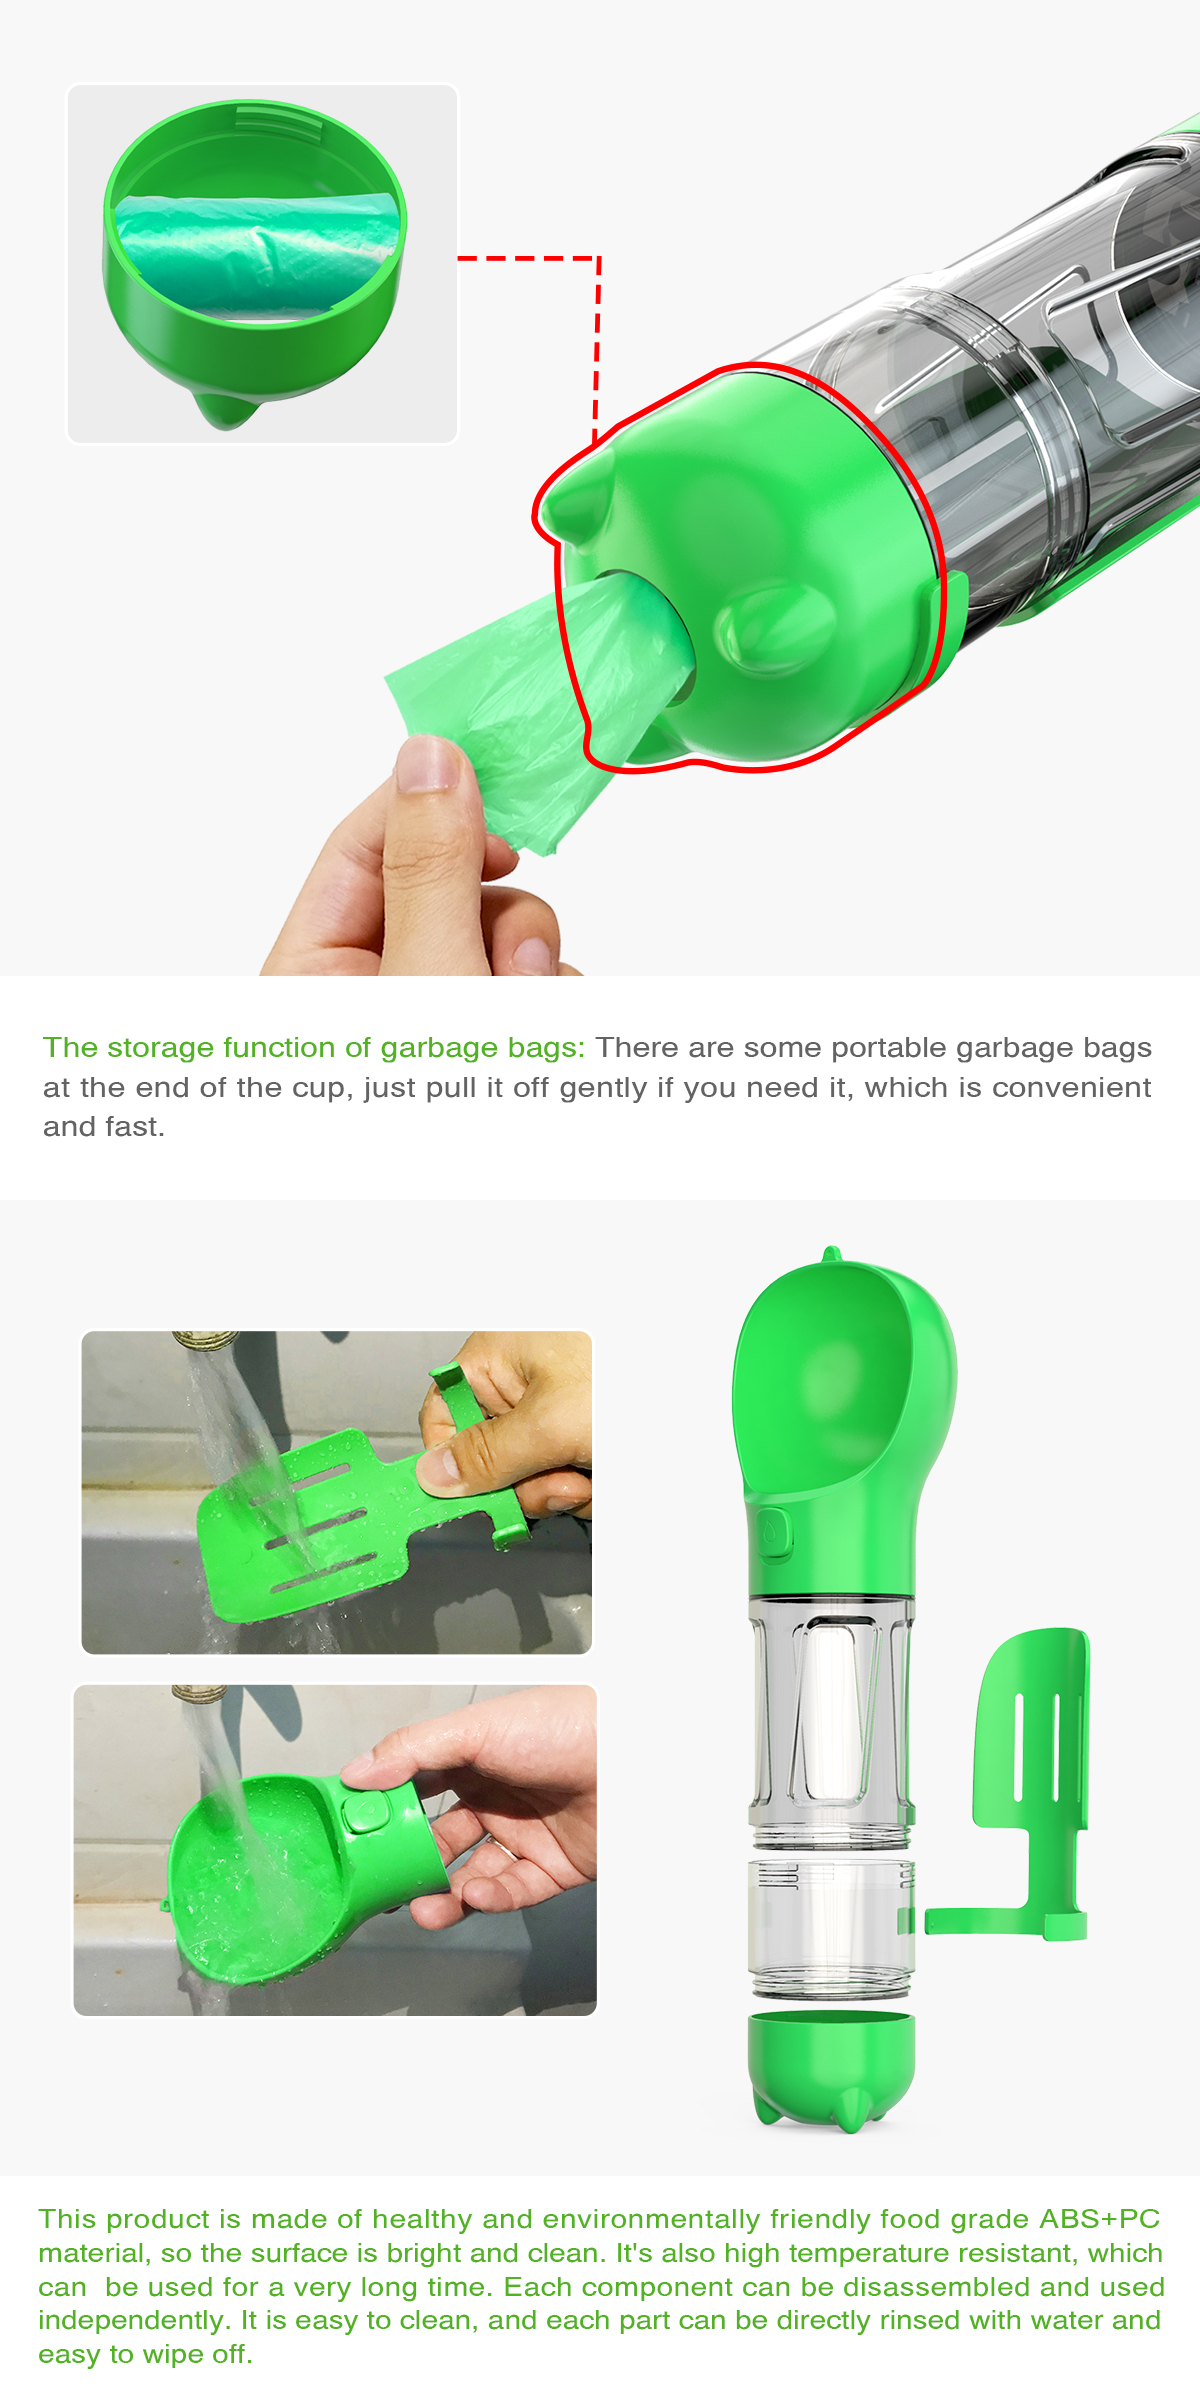 The storage function of garbage bags: There are some portable garbage bags
at the end of the cup, just pull it off gently if you need it, which is convenient
and fast.
This product is made of healthy and environmentally friendly food grade ABS+PC
material, so the surface is bright and clean. It's also high temperature resistant, which
can  be used for a very long time. Each component can be disassembled and used
independently. It is easy to clean, and each part can be directly rinsed with water and
easy to wipe off.